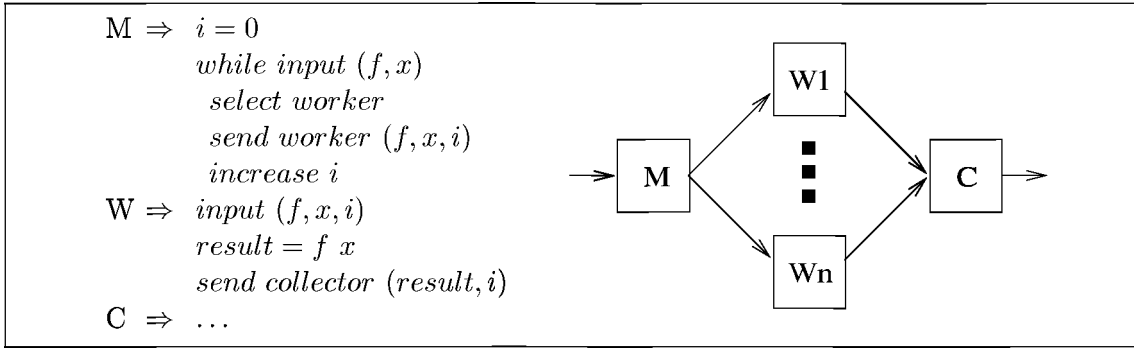 M ⇒ i = 0
while input (f, x)
select worker
send worker (f, x, i)
increase i
W ⇒ input (f, x, i)
result = f x
send collector (result, i)
C ⇒ ...
W1
M
C
Wn